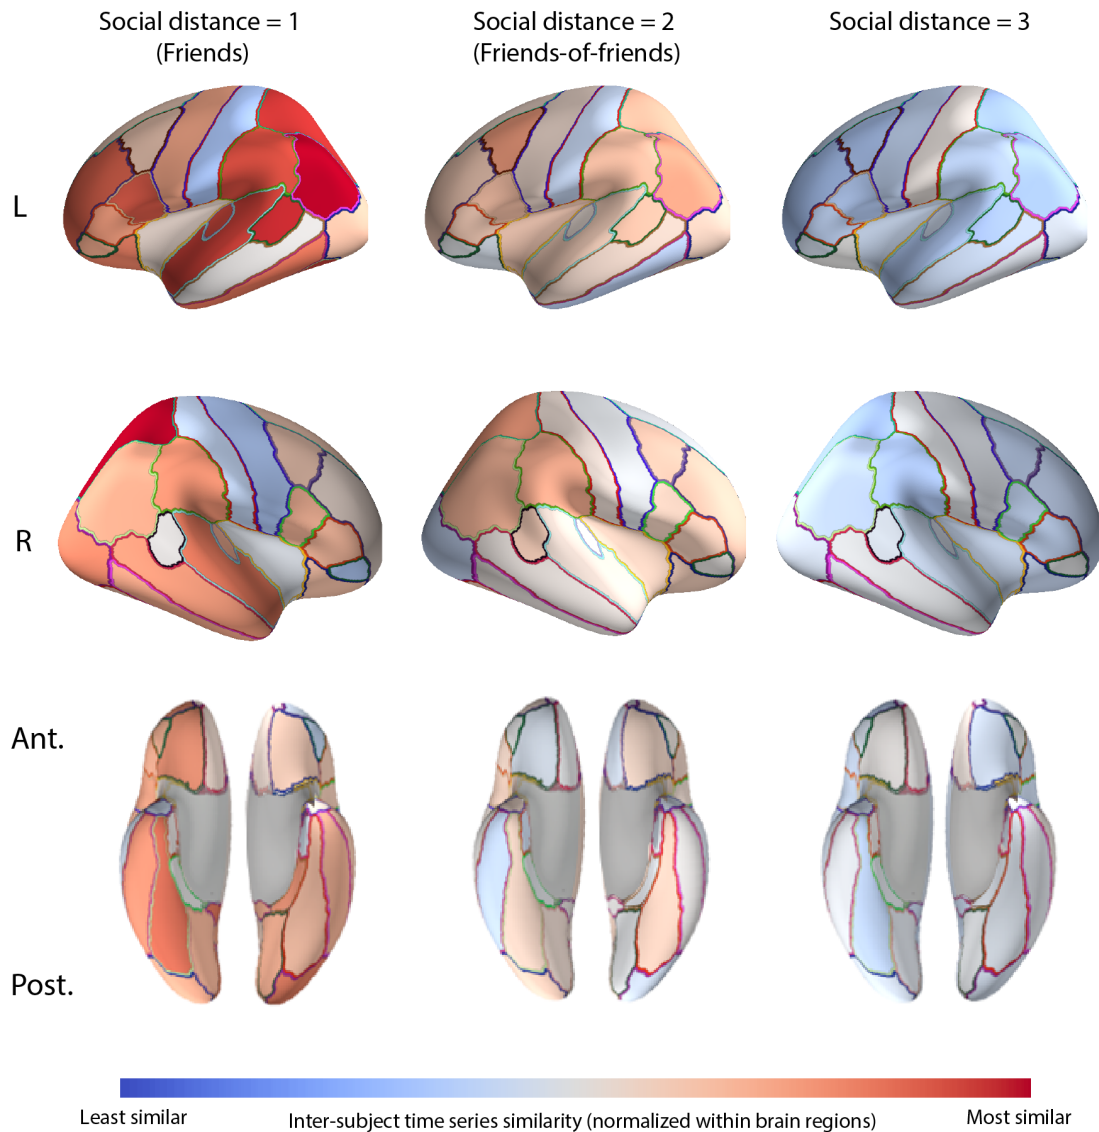 Social distance = 1
(Friends)
Social distance = 2
(Friends-of-friends)
Social distance = 3
L
R
Ant.
Post.
Least similar
Inter-subject time series similarity (normalized within brain regions)
Most similar